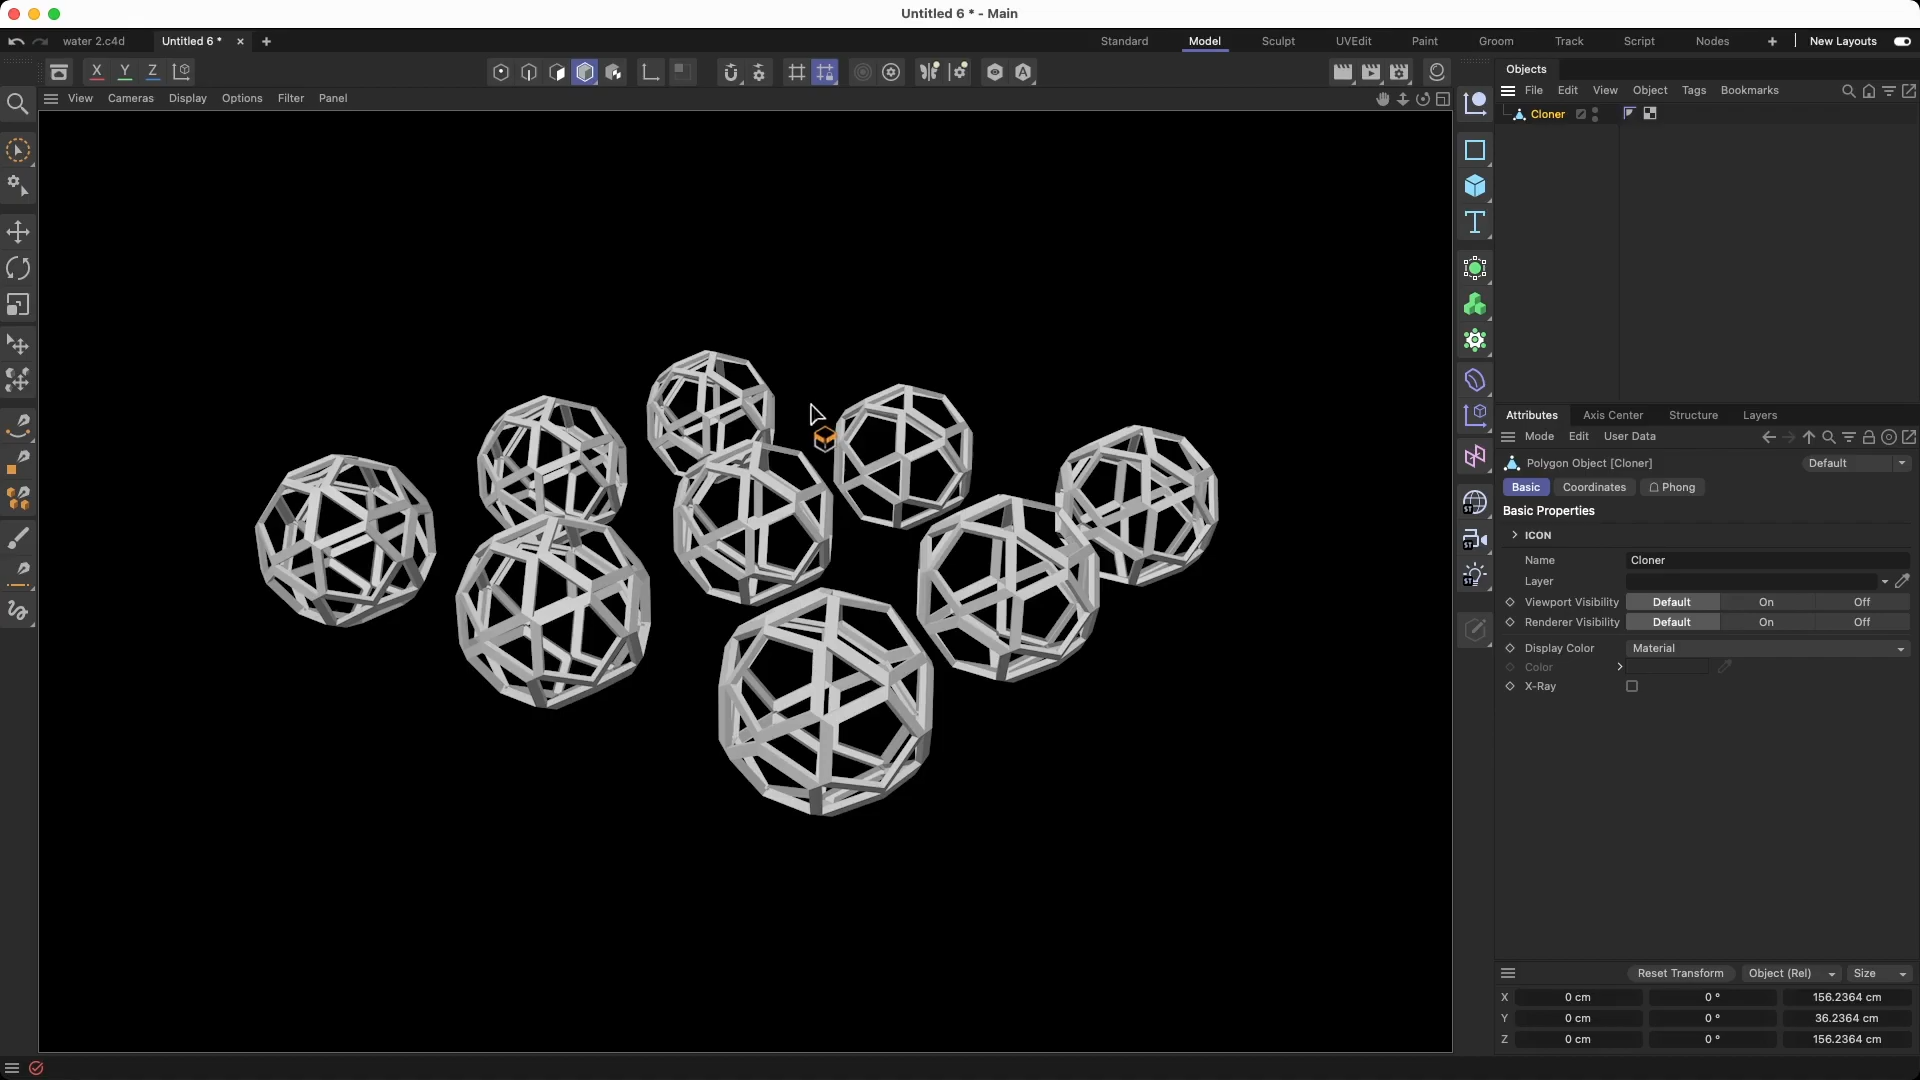 Untitled 6 * - Main
water 2.c4d
Untitled 6 *
Standard
Model
Sculpt
UVEdit
Paint
Groom
Track
Script
Nodes
New Layouts
X
Y
Z
Objects
View
Cameras
Display
Options
Filter
Panel
File
Edit
View
Object
Tags
Bookmarks
Cloner
Attributes
Axis Center
Structure
Layers
Mode
Edit
User Data
Polygon Object [Cloner]
Default
Basic
Coordinates
Phong
Basic Properties
ICON
Name
Cloner
Layer
Viewport Visibility
Default
On
Off
Renderer Visibility
Default
On
Off
Display Color
Material
Color
X-Ray
Reset Transform
Object (Rel)
Size
X
0 cm
0 °
156.2364 cm
Y
0 cm
0 °
36.2364 cm
Z
0 cm
0 °
156.2364 cm